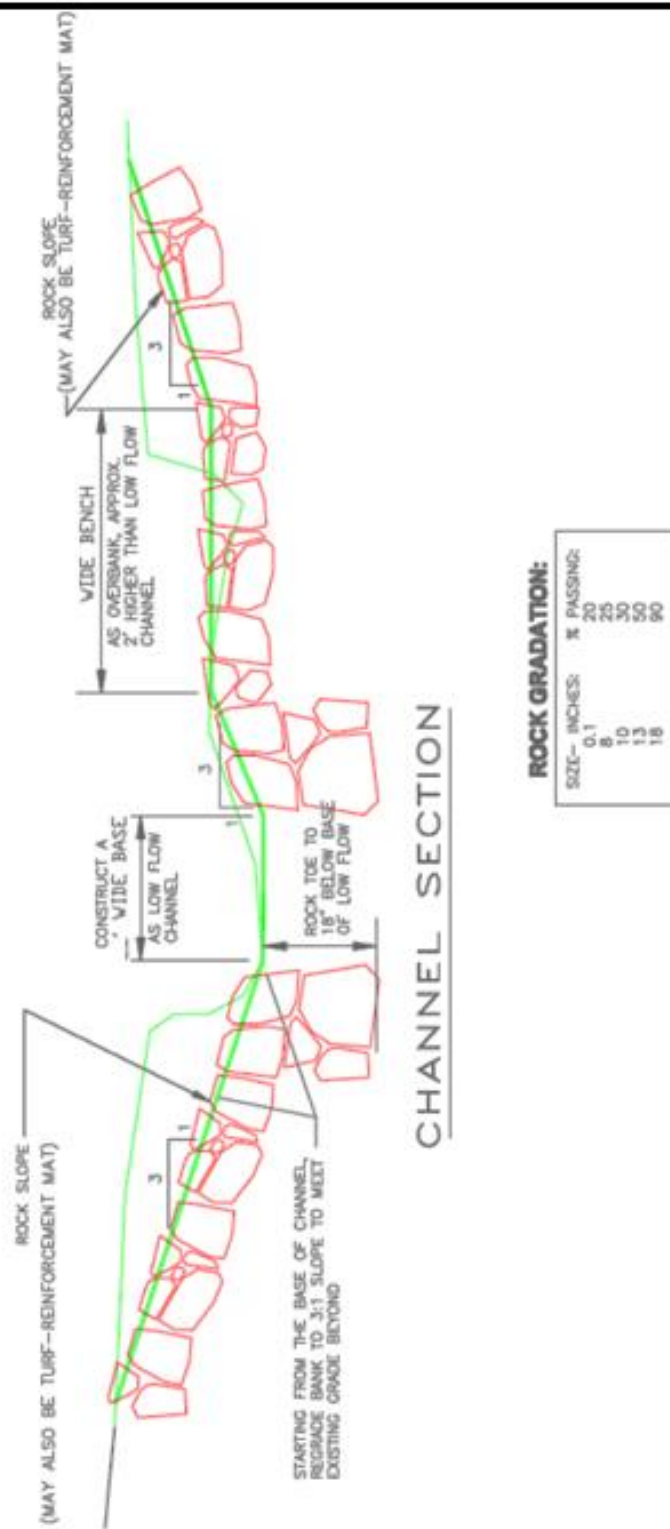 ROCK SLOPE
(MAY ALSO BE TURF-REINFORCEMENT MAT)
3
1
STARTING FROM THE BASE OF CHANNEL,
REGRADE BANK TO 3:1 SLOPE TO MEET
EXISTING GRADE BEYOND
CONSTRUCT A
' WIDE BASE
AS LOW FLOW
CHANNEL
ROCK TOE TO
18" BELOW BASE
OF LOW FLOW
3
1
WIDE BENCH
AS OVERBANK, APPROX.
2' HIGHER THAN LOW FLOW
CHANNEL
ROCK SLOPE
(MAY ALSO BE TURF-REINFORCEMENT MAT)
3
1
CHANNEL SECTION
ROCK GRADATION:
SIZE- INCHES: % PASSING:
0.1 20
8 25
10 30
13 50
18 90